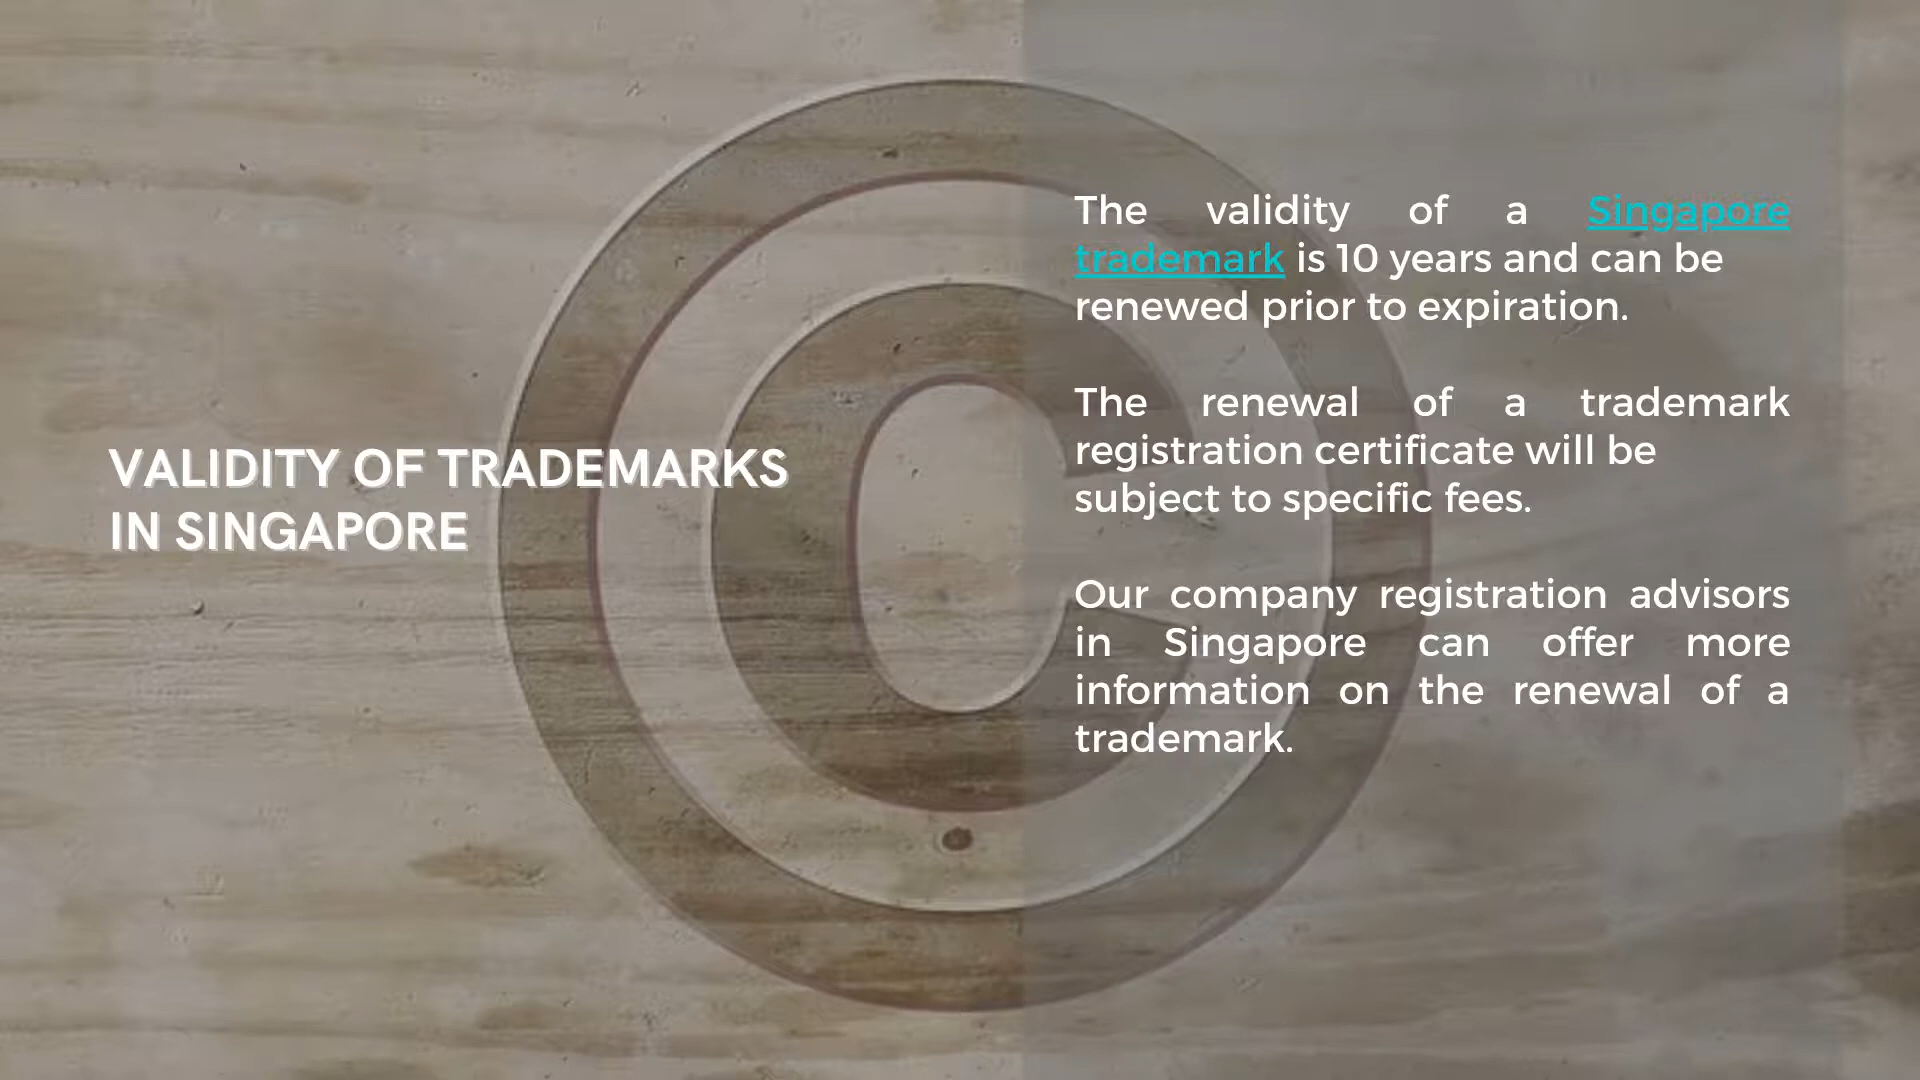 VALIDITY OF TRADEMARKS
IN SINGAPORE
The validity of a Singapore
trademark is 10 years and can be
renewed prior to expiration.
The renewal of a trademark
registration certificate will be
subject to specific fees.
Our company registration advisors
in Singapore can offer more
information on the renewal of a
trademark.